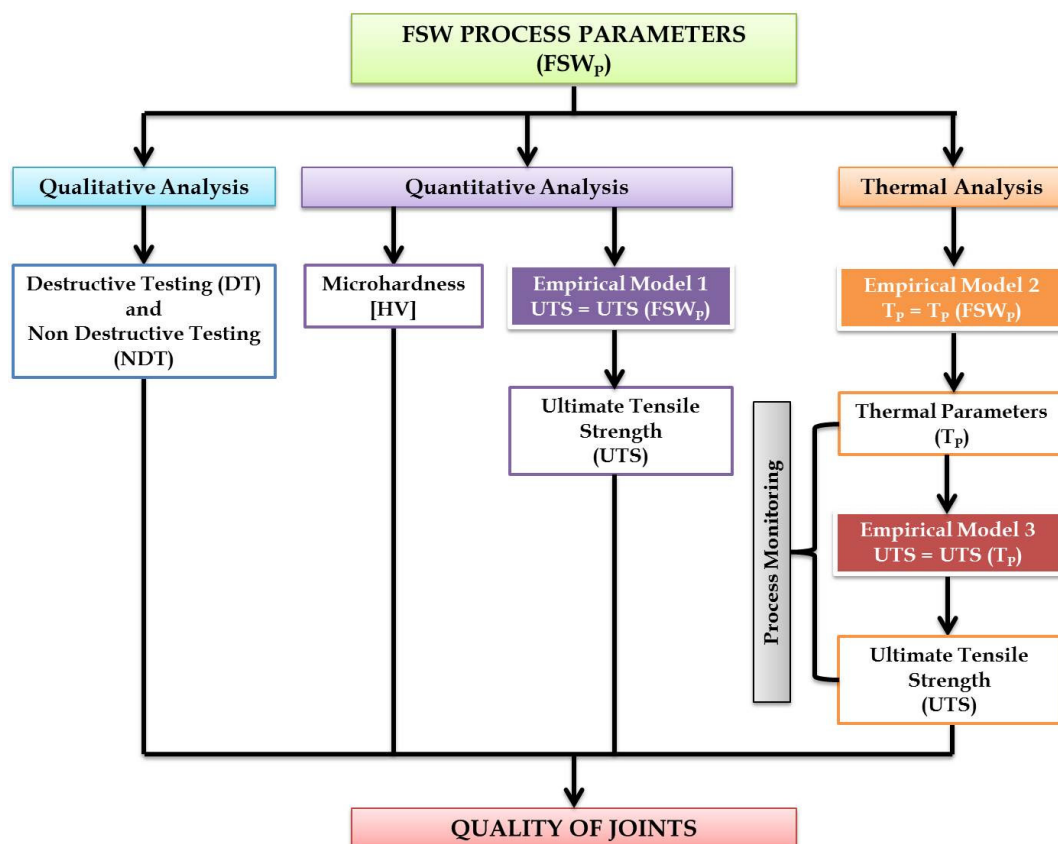 FSW PROCESS PARAMETERS
(FSWP)
Qualitative Analysis
Quantitative Analysis
Thermal Analysis
Destructive Testing (DT)
and
Non Destructive Testing
(NDT)
Microhardness
[HV]
Empirical Model 1
UTS = UTS (FSWP)
Ultimate Tensile
Strength
(UTS)
Empirical Model 2
TP = TP (FSWP)
Thermal Parameters
(TP)
Process Monitoring
Empirical Model 3
UTS = UTS (TP)
Ultimate Tensile
Strength
(UTS)
QUALITY OF JOINTS